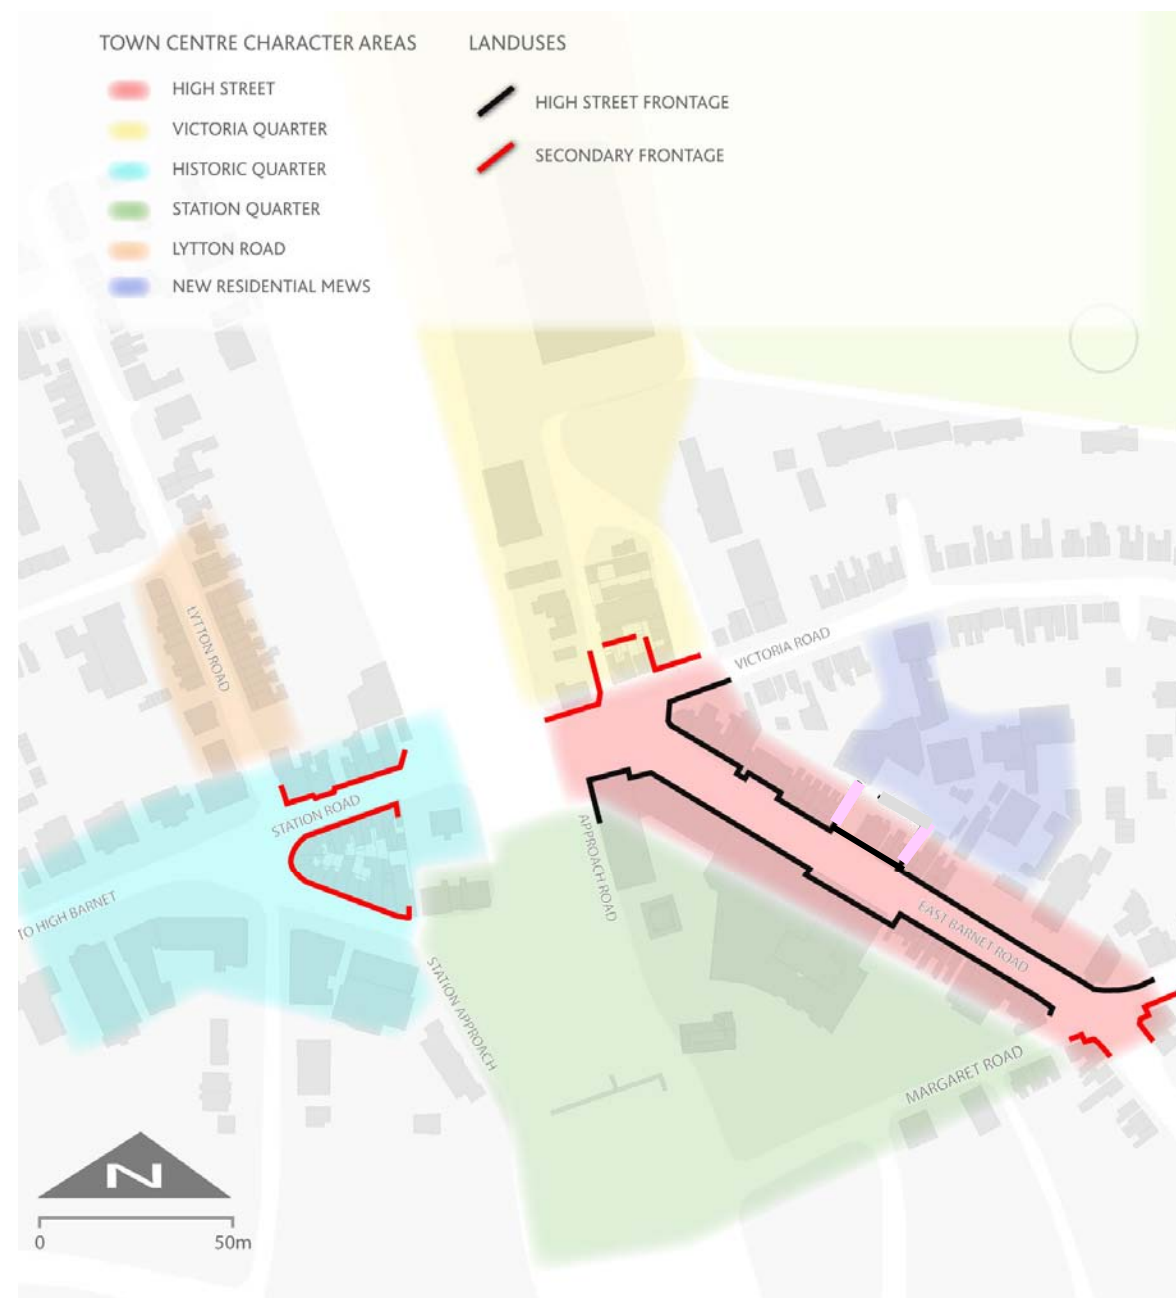 TOWN CENTRE CHARACTER AREAS
HIGH STREET
VICTORIA QUARTER
HISTORIC QUARTER
STATION QUARTER
LYTTON ROAD
NEW RESIDENTIAL MEWS
LANDUSES
HIGH STREET FRONTAGE
SECONDARY FRONTAGE
LYTTON ROAD
VICTORIA ROAD
STATION ROAD
APPROACH ROAD
TO HIGH BARNET
EAST BARNET ROAD
STATION APPROACH
MARGARET ROAD
N
0 50m